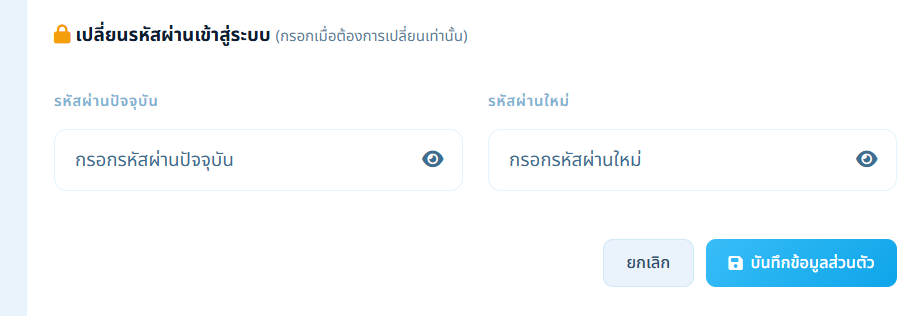 เปลี่ยนรหัสผ่านเข้าสู่ระบบ (กรอกเมื่อต้องการเปลี่ยนเท่านั้น)
รหัสผ่านปัจจุบัน รหัสผ่านใหม่
กรอกรหัสผ่านปัจจุบัน กรอกรหัสผ่านใหม่
ยกเลิก บันทึกข้อมูลส่วนตัว